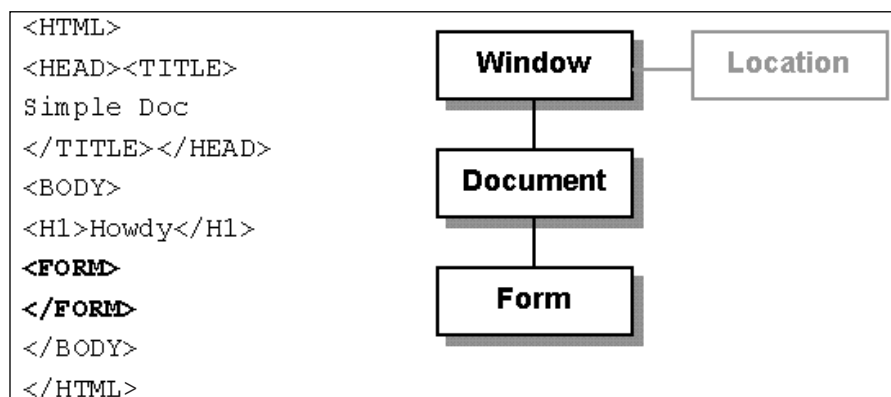 <HTML>
<HEAD><TITLE>
Simple Doc
</TITLE></HEAD>
<BODY>
<H1>Howdy</H1>
<FORM>
</FORM>
</BODY>
</HTML>
Window
Location
Document
Form